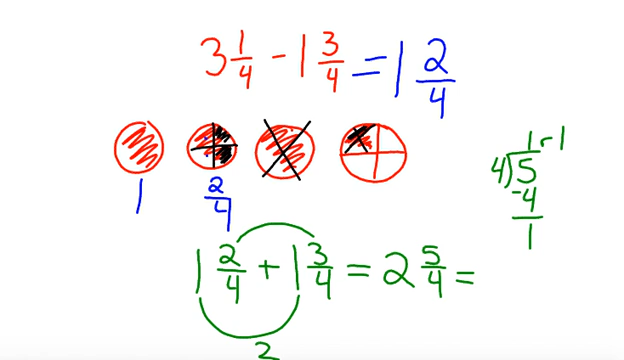 3 1/4 - 1 3/4 = 1 2/4
1 2/4
1 r 1
4)5
-4
1
1 2/4 + 1 3/4 = 2 5/4 =
2